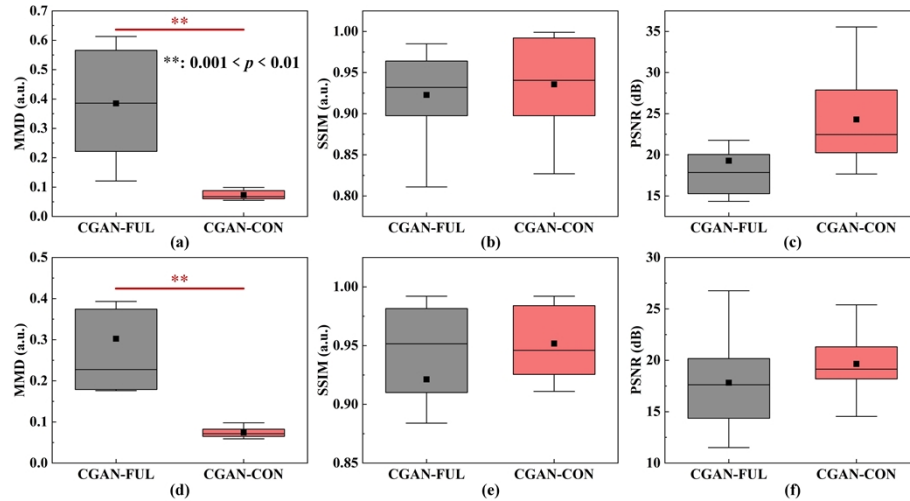 0.7
0.6
0.5
0.4
0.3
0.2
0.1
0.0
MMD (a.u.)
**
**: 0.001 < p < 0.01
CGAN-FUL CGAN-CON
(a)
1.00
0.95
0.90
0.85
0.80
SSIM (a.u.)
CGAN-FUL CGAN-CON
(b)
35
30
25
20
15
PSNR (dB)
CGAN-FUL CGAN-CON
(c)
0.5
0.4
0.3
0.2
0.1
0.0
MMD (a.u.)
**
CGAN-FUL CGAN-CON
(d)
1.00
0.95
0.90
0.85
SSIM (a.u.)
CGAN-FUL CGAN-CON
(e)
30
25
20
15
10
PSNR (dB)
CGAN-FUL CGAN-CON
(f)